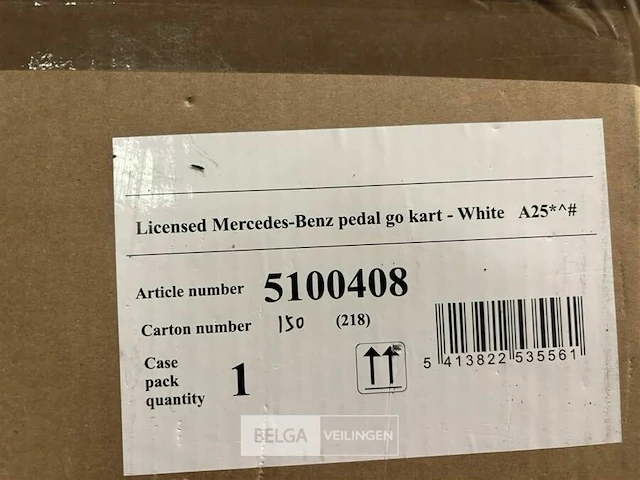 Licensed Mercedes-Benz pedal go kart - White A25*^#
Article number 5100408
Carton number 150 (218)
Case
pack
quantity 1
5 413822 535561
BELGA VEILINGEN